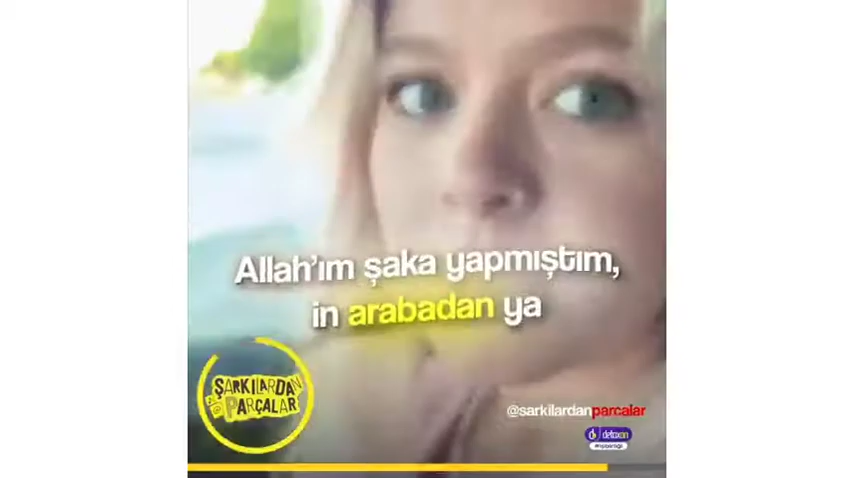 Allah'ım şaka yapmıştım,
in arabadan ya
ŞARKILARDAN
@ PARÇALAR
@sarkilardanparcalar